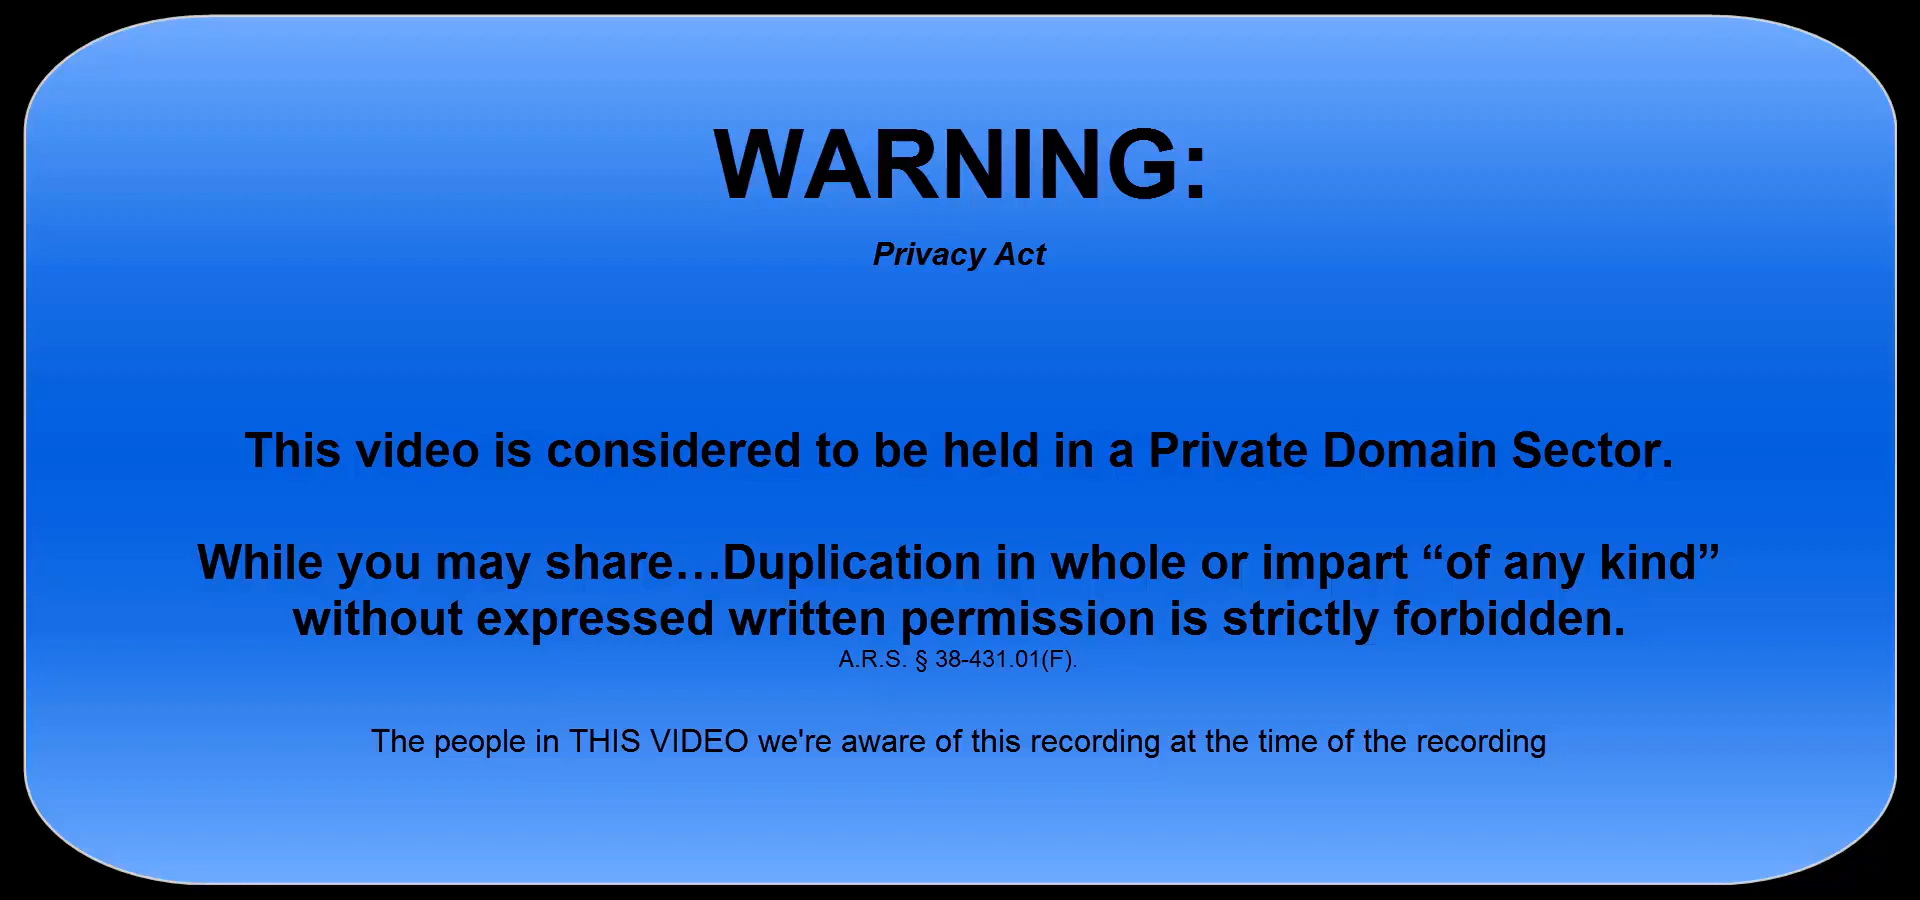 WARNING:
Privacy Act
This video is considered to be held in a Private Domain Sector.
While you may share…Duplication in whole or impart “of any kind”
without expressed written permission is strictly forbidden.
A.R.S. § 38-431.01(F).
The people in THIS VIDEO we're aware of this recording at the time of the recording